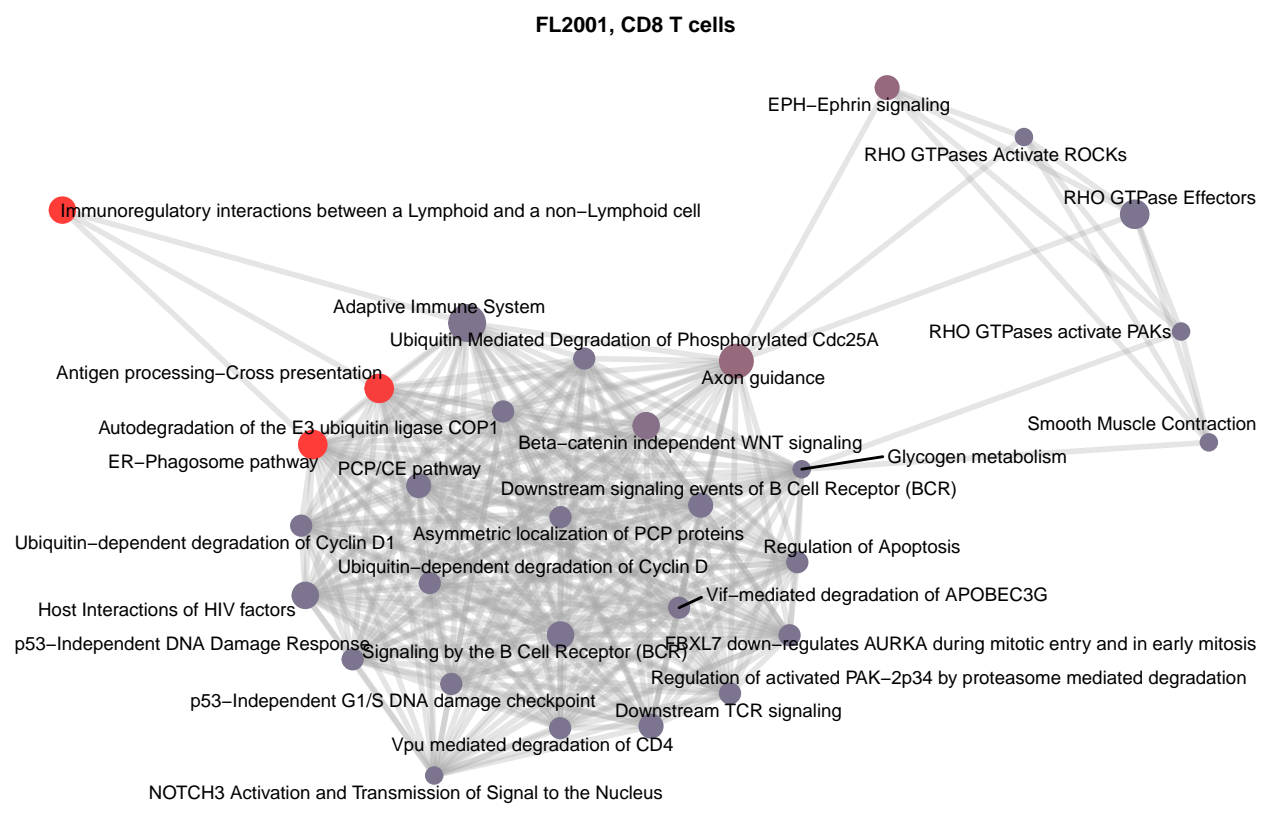 FL2001, CD8 T cells
EPH−Ephrin signaling
RHO GTPases Activate ROCKs
RHO GTPase Effectors
Immunoregulatory interactions between a Lymphoid and a non−Lymphoid cell
Adaptive Immune System
RHO GTPases activate PAKs
Ubiquitin Mediated Degradation of Phosphorylated Cdc25A
Antigen processing−Cross presentation
Axon guidance
Smooth Muscle Contraction
Autodegradation of the E3 ubiquitin ligase COP1
Beta−catenin independent WNT signaling
Glycogen metabolism
ER−Phagosome pathway
PCP/CE pathway
Downstream signaling events of B Cell Receptor (BCR)
Asymmetric localization of PCP proteins
Ubiquitin−dependent degradation of Cyclin D1
Regulation of Apoptosis
Ubiquitin−dependent degradation of Cyclin D
Vif−mediated degradation of APOBEC3G
Host Interactions of HIV factors
p53−Independent DNA Damage Response
FBXL7 down−regulates AURKA during mitotic entry and in early mitosis
Signaling by the B Cell Receptor (BCR)
Regulation of activated PAK−2p34 by proteasome mediated degradation
p53−Independent G1/S DNA damage checkpoint
Downstream TCR signaling
Vpu mediated degradation of CD4
NOTCH3 Activation and Transmission of Signal to the Nucleus